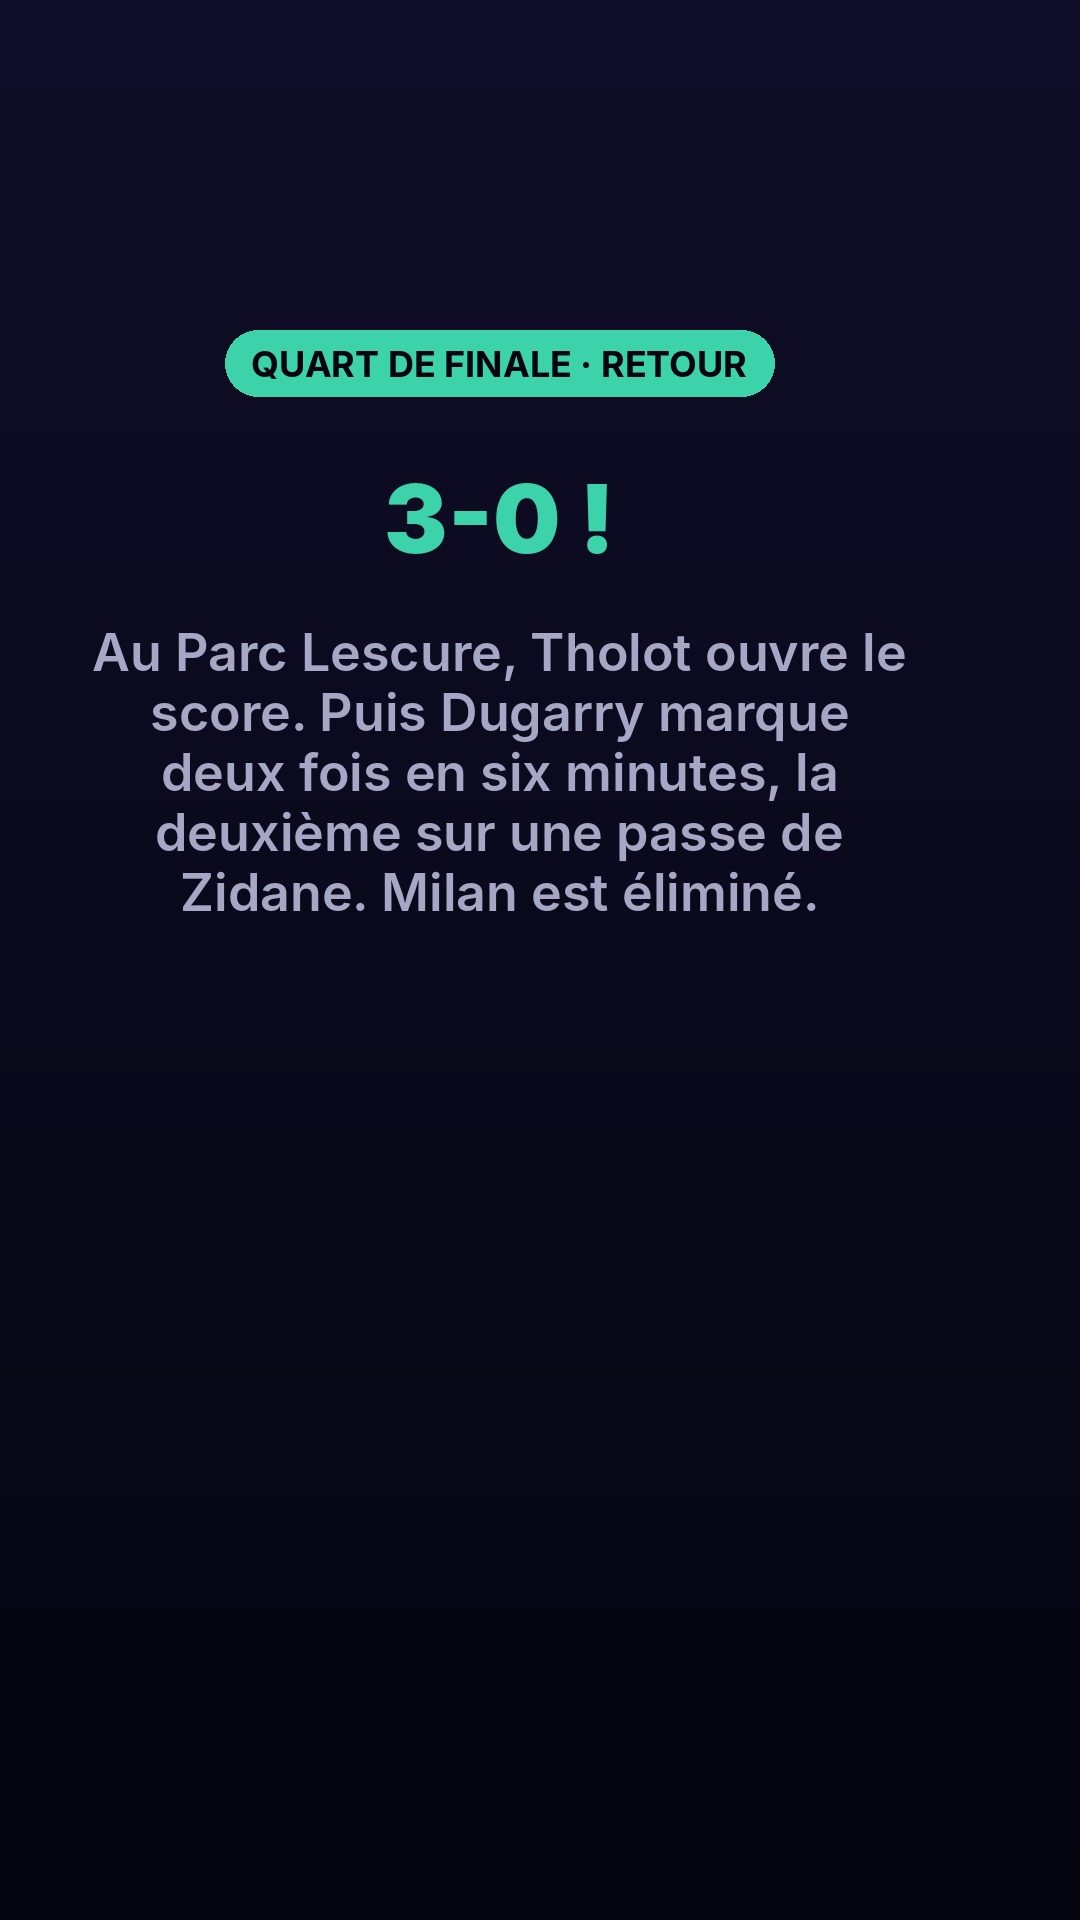 QUART DE FINALE · RETOUR
3-0 !
Au Parc Lescure, Tholot ouvre le
score. Puis Dugarry marque
deux fois en six minutes, la
deuxième sur une passe de
Zidane. Milan est éliminé.